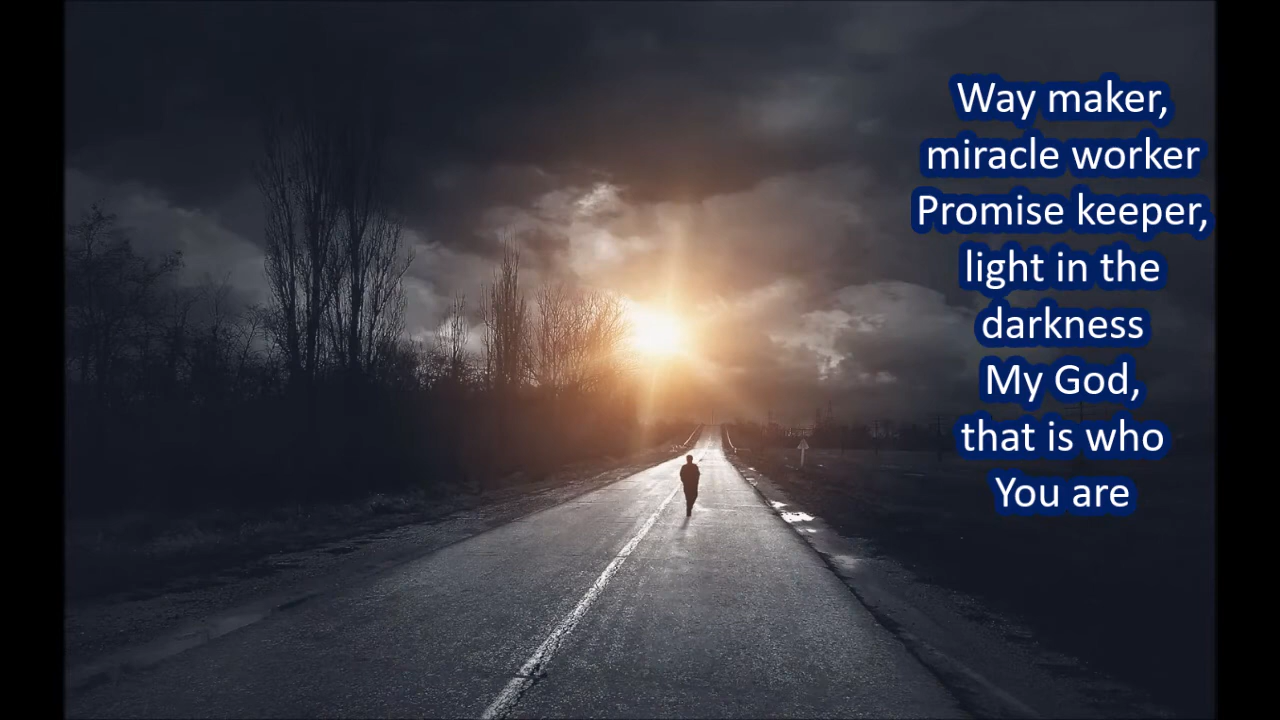 Way maker,
miracle worker
Promise keeper,
light in the
darkness
My God,
that is who
You are